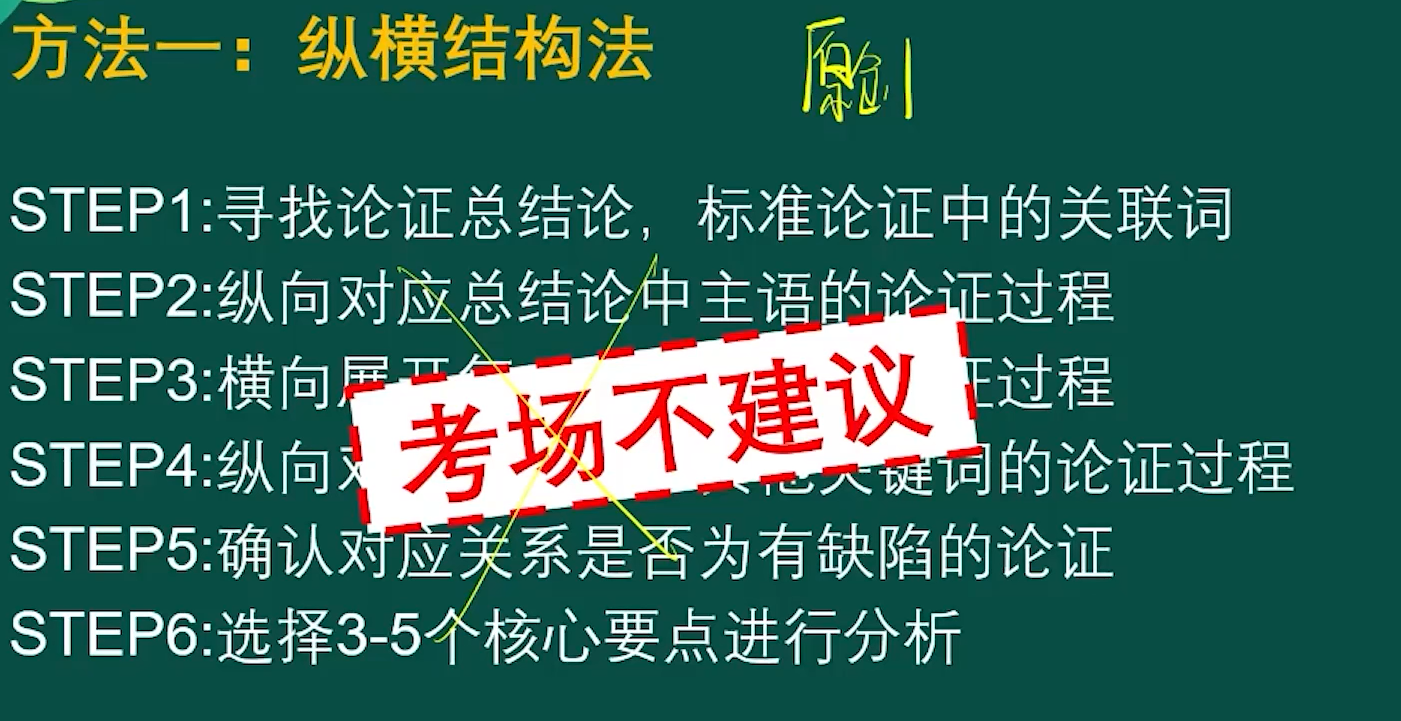 方法一：纵横结构法
原创
STEP1:寻找论证总结论，标准论证中的关联词
STEP2:纵向对应总结论中主语的论证过程
STEP3:横向展开 证过程
STEP4:纵向对 其他关键词的论证过程
考场不建议
STEP5:确认对应关系是否为有缺陷的论证
STEP6:选择3-5个核心要点进行分析